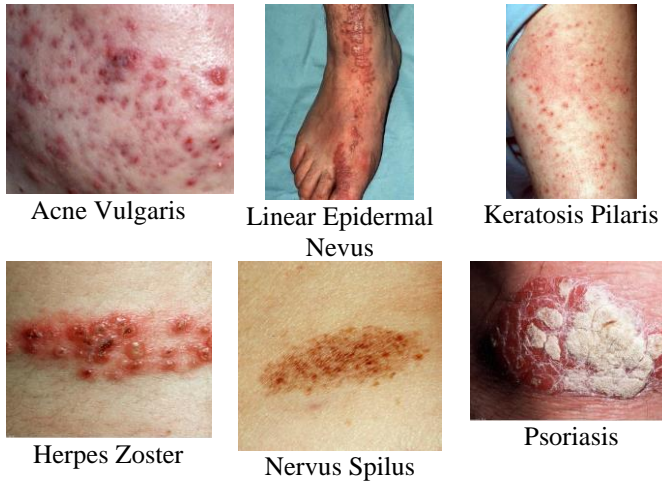 Acne Vulgaris
Linear Epidermal
Nevus
Keratosis Pilaris
Herpes Zoster
Nervus Spilus
Psoriasis